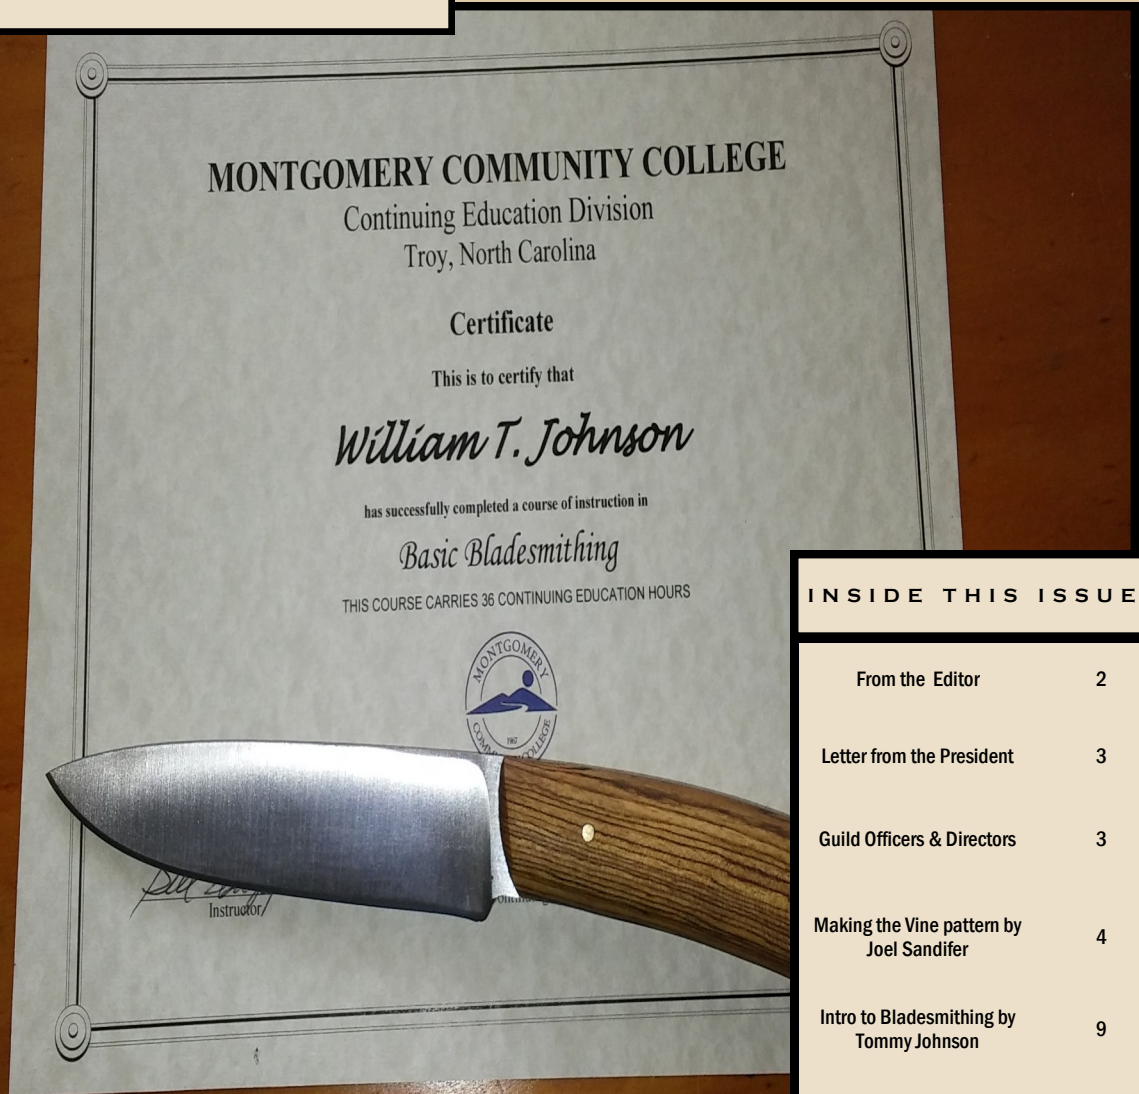 MONTGOMERY COMMUNITY COLLEGE
Continuing Education Division
Troy, North Carolina
Certificate
This is to certify that
William T. Johnson
has successfully completed a course of instruction in
Basic Bladesmithing
THIS COURSE CARRIES 36 CONTINUING EDUCATION HOURS
MONTGOMERY
1967
COLLEGE
Instructor
INSIDE THIS ISSUE
From the Editor 2
Letter from the President 3
Guild Officers & Directors 3
Making the Vine pattern by
Joel Sandifer 4
Intro to Bladesmithing by
Tommy Johnson 9